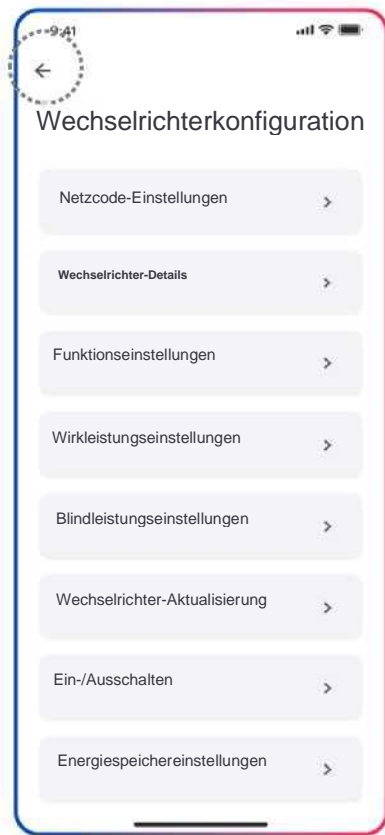 9:41
Wechselrichterkonfiguration
Netzcode-Einstellungen
Wechselrichter-Details
Funktionseinstellungen
Wirkleistungseinstellungen
Blindleistungseinstellungen
Wechselrichter-Aktualisierung
Ein-/Ausschalten
Energiespeichereinstellungen